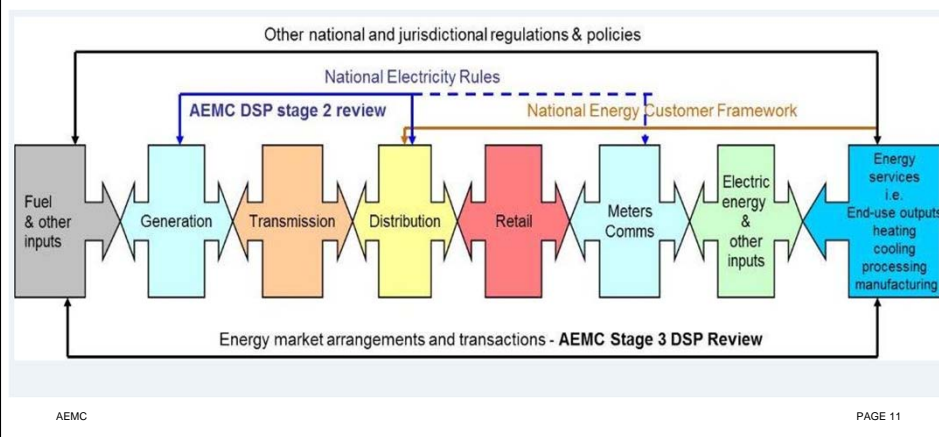 Other national and jurisdictional regulations & policies
National Electricity Rules
AEMC DSP stage 2 review
National Energy Customer Framework
Fuel
& other
inputs
Generation
Transmission
Distribution
Retail
Meters
Comms
Electric
energy
&
other
inputs
Energy
services
i.e.
End-use outputs
heating
cooling
processing
manufacturing
Energy market arrangements and transactions - AEMC Stage 3 DSP Review
AEMC
PAGE 11